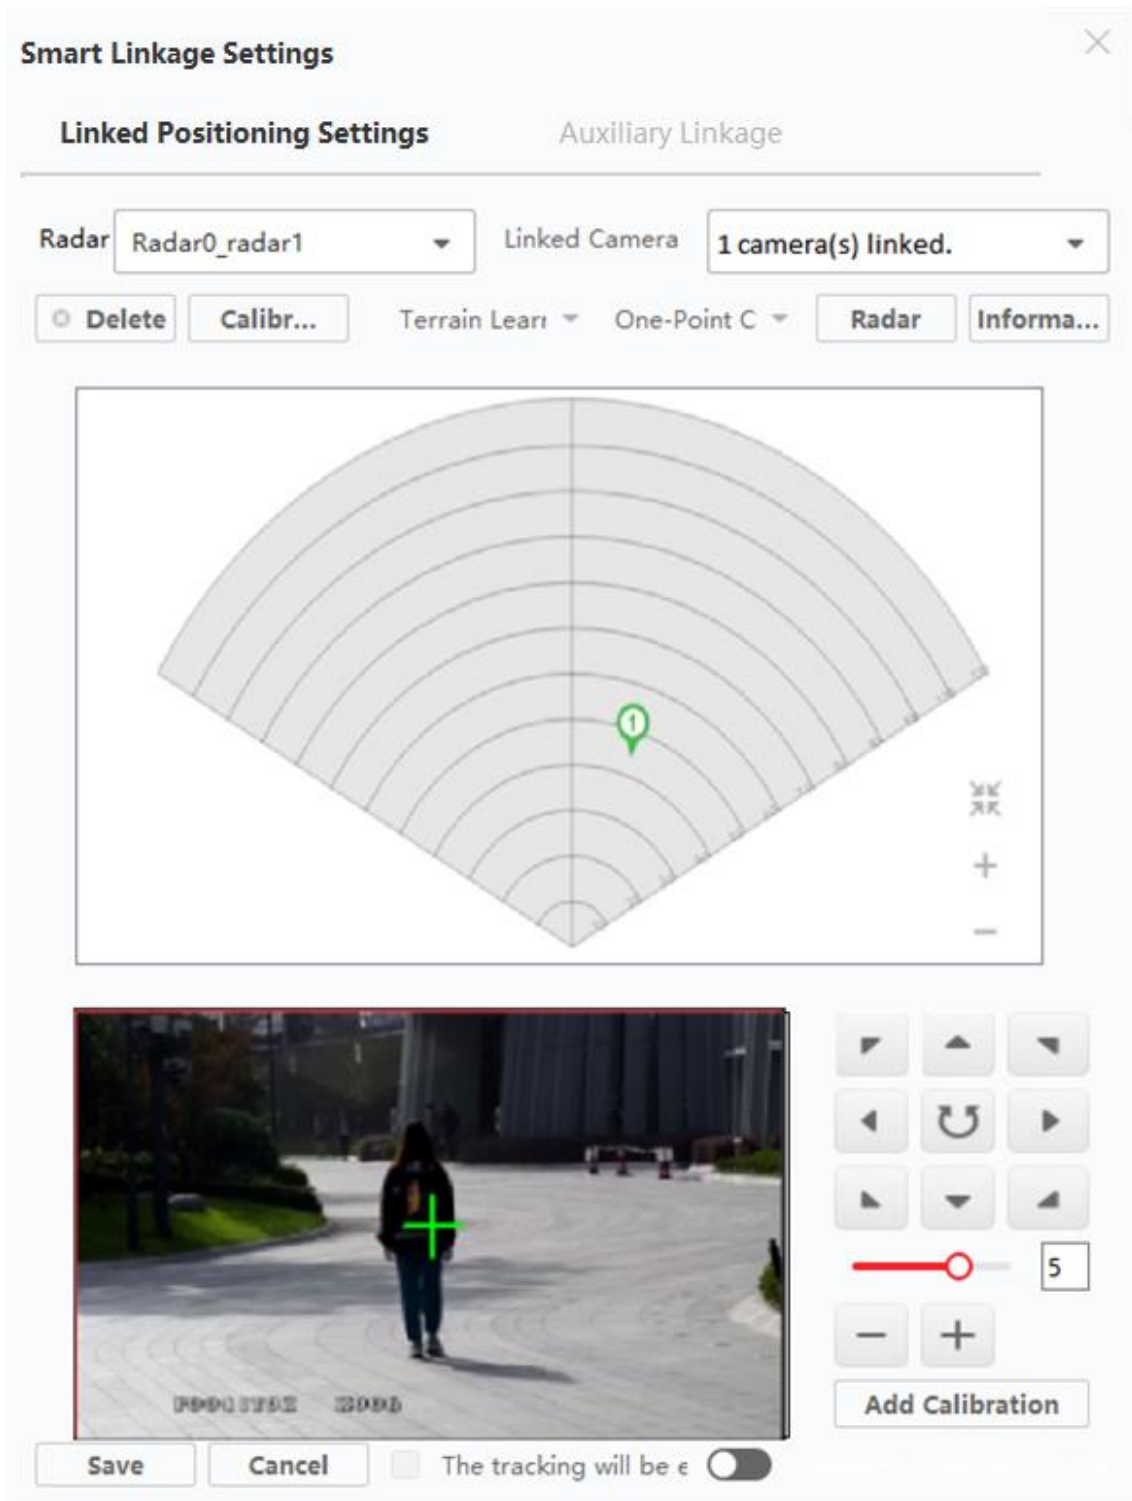 Smart Linkage Settings
Linked Positioning Settings Auxiliary Linkage
Radar Radar0_radar1 Linked Camera 1 camera(s) linked.
Delete Calibr... Terrain Learr One-Point C Radar Informa...
1
5
Add Calibration
Save Cancel The tracking will be e